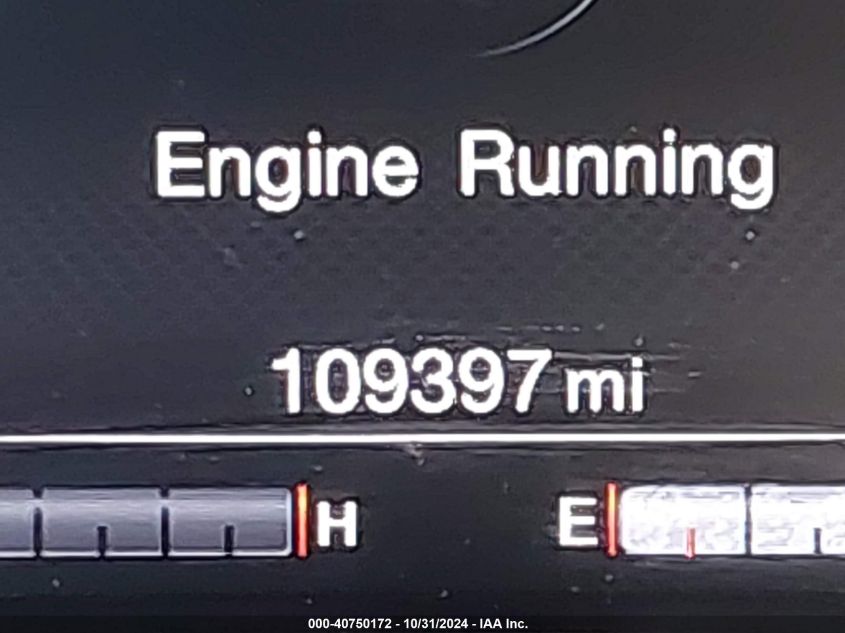 Engine Running
109397 mi
H E
000-40750172 - 10/31/2024 - IAA Inc.